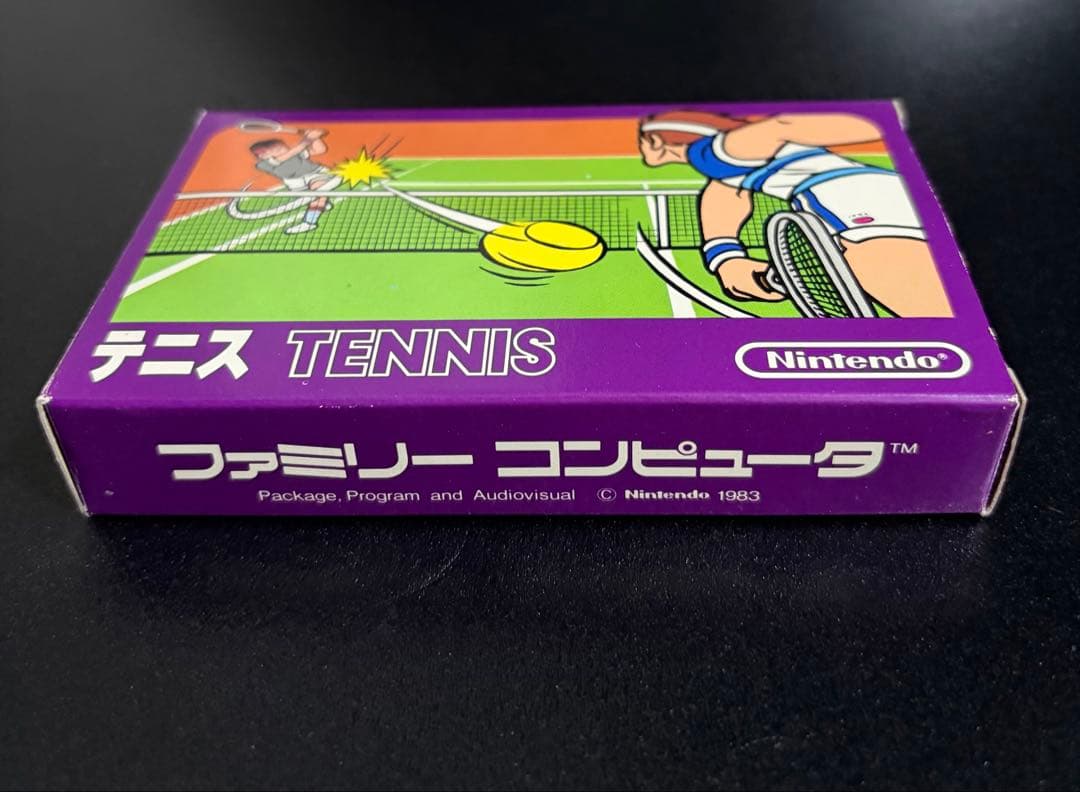 テニス TENNIS Nintendo®
ファミリー コンピュータ™
Package, Program and Audiovisual © Nintendo 1983